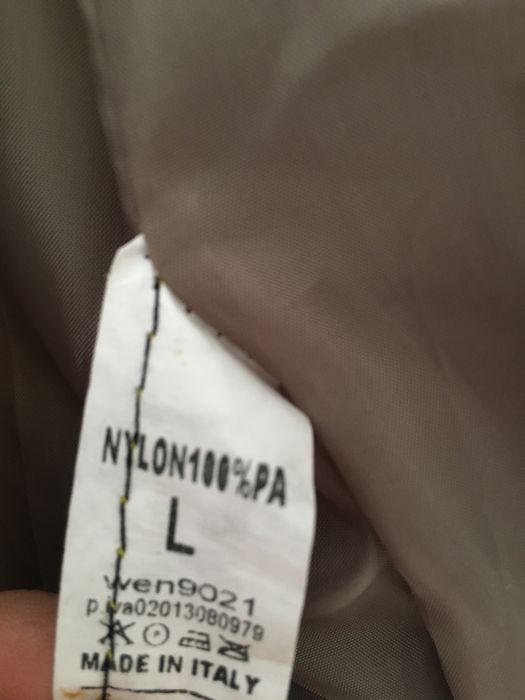 NYLON100%PA
L
wen9021
p.iva02013080979
MADE IN ITALY